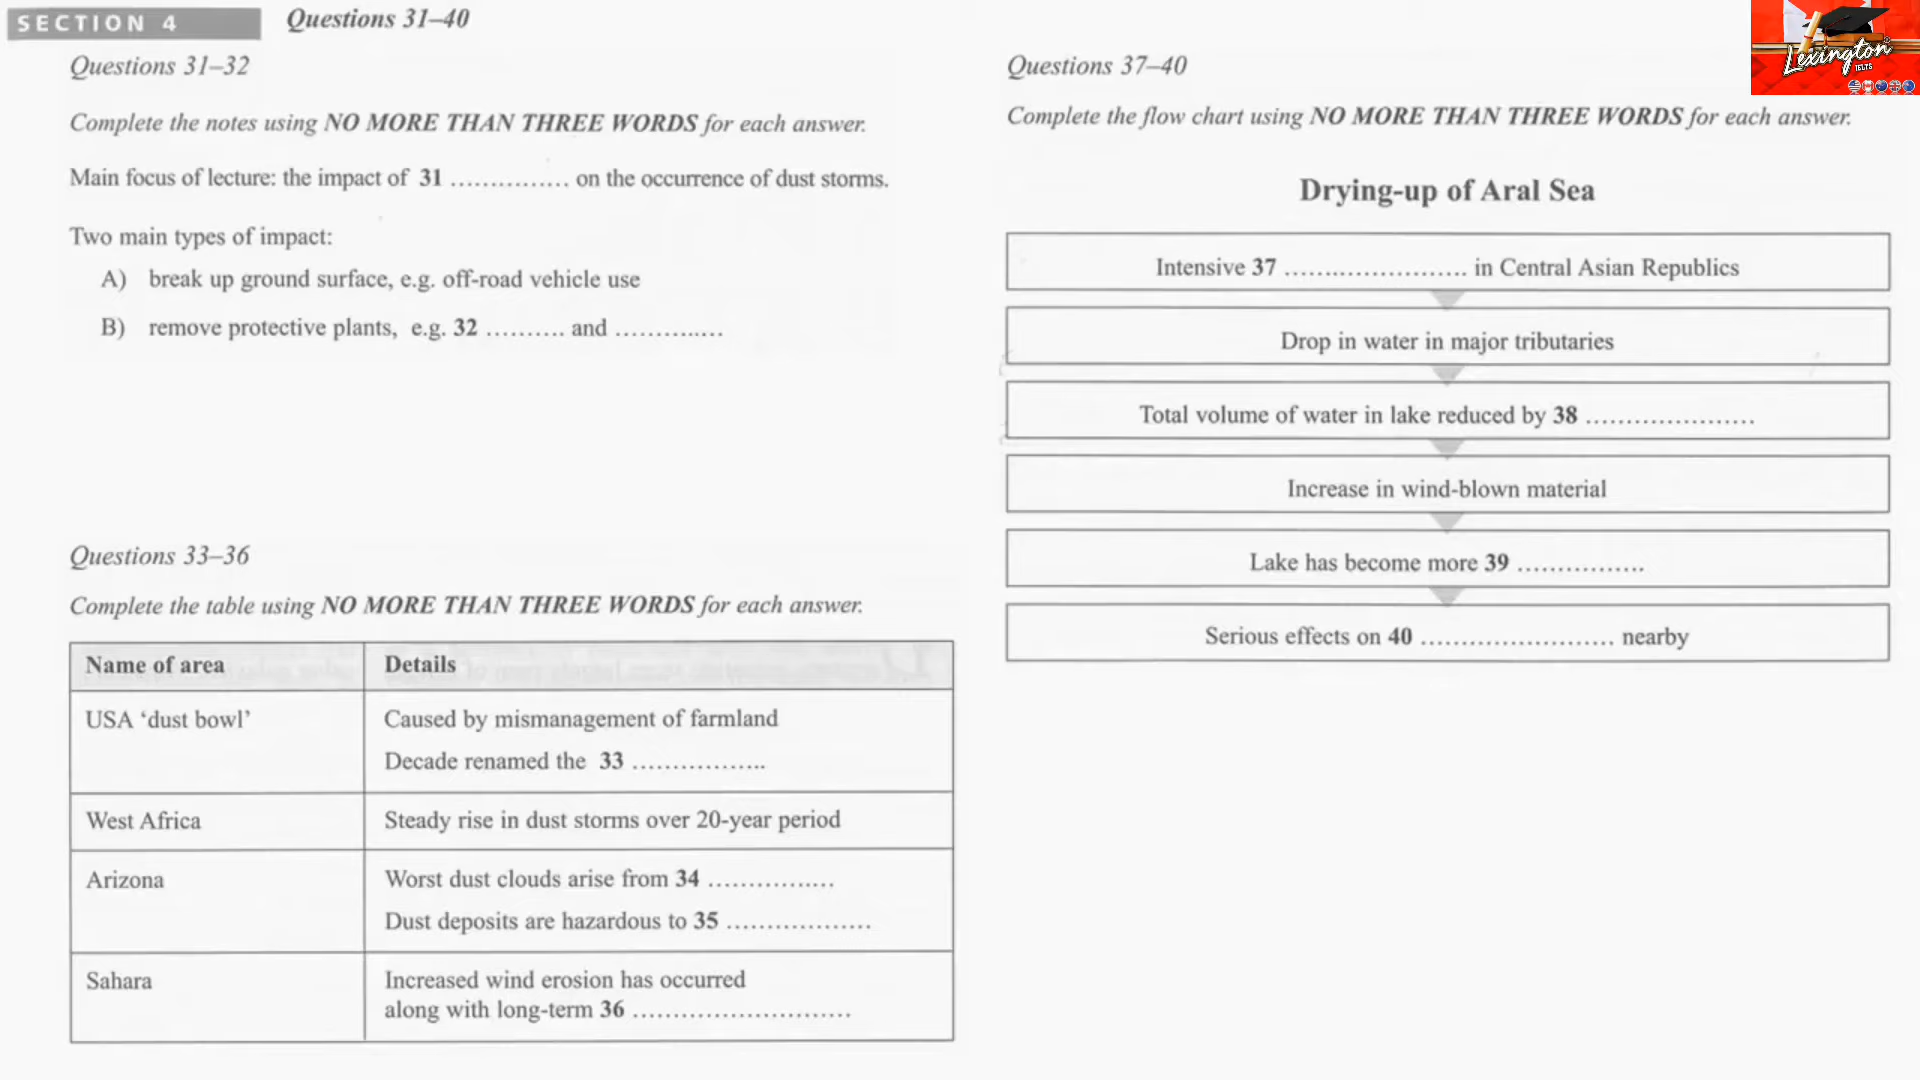 SECTION 4
Questions 31–40
Questions 31–32
Complete the notes using NO MORE THAN THREE WORDS for each answer.
Main focus of lecture: the impact of 31 ............... on the occurrence of dust storms.
Two main types of impact:
A) break up ground surface, e.g. off-road vehicle use
B) remove protective plants, e.g. 32 .......... and .............
Questions 33–36
Complete the table using NO MORE THAN THREE WORDS for each answer.
Name of area
Details
USA ‘dust bowl’
Caused by mismanagement of farmland
Decade renamed the 33 .................
West Africa
Steady rise in dust storms over 20-year period
Arizona
Worst dust clouds arise from 34 ...............
Dust deposits are hazardous to 35 ..................
Sahara
Increased wind erosion has occurred
along with long-term 36 ...........................
Questions 37–40
Complete the flow chart using NO MORE THAN THREE WORDS for each answer.
Drying-up of Aral Sea
Intensive 37 ....................... in Central Asian Republics
Drop in water in major tributaries
Total volume of water in lake reduced by 38 .....................
Increase in wind-blown material
Lake has become more 39 ................
Serious effects on 40 ........................ nearby
Lexington
IELTS